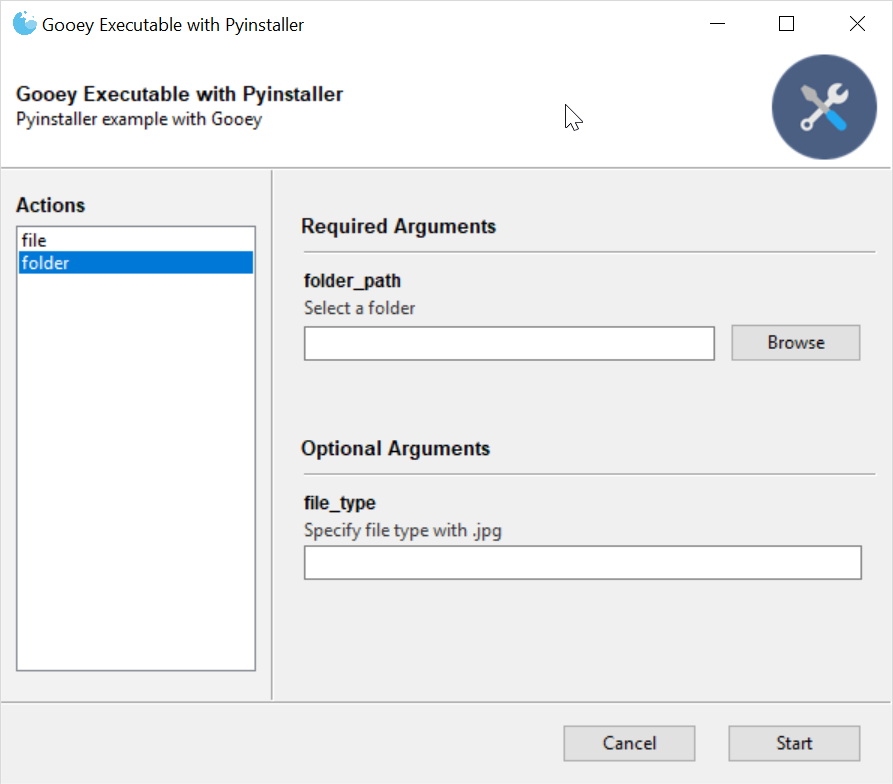 Gooey Executable with Pyinstaller
Gooey Executable with Pyinstaller
Pyinstaller example with Gooey
Actions
file
folder
Required Arguments
folder_path
Select a folder
Browse
Optional Arguments
file_type
Specify file type with .jpg
Cancel
Start